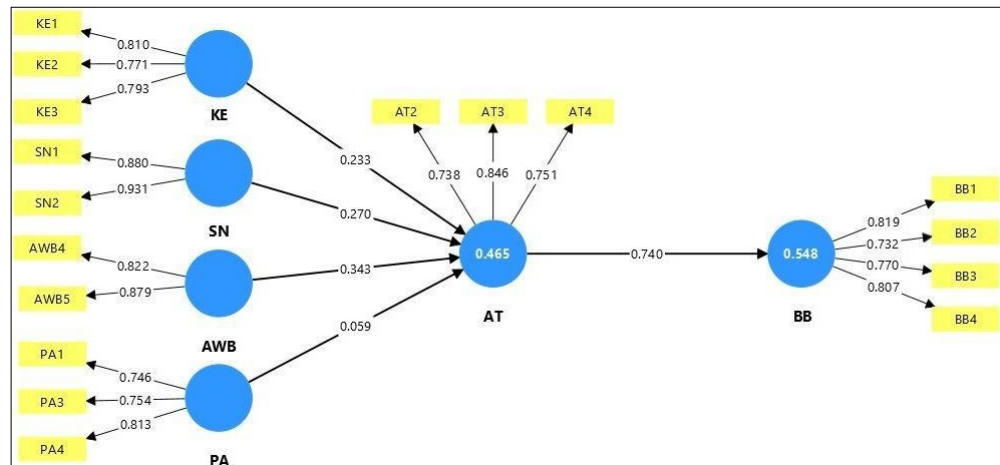 KE1
0.810
KE2
0.771
KE3
0.793
KE
SN1
0.880
SN2
0.931
SN
AWB4
0.822
AWB5
0.879
AWB
PA1
0.746
PA3
0.754
PA4
0.813
PA
0.233
0.270
0.343
0.059
AT2
AT3
AT4
0.738
0.846
0.751
0.465
AT
0.740
0.548
BB
BB1
0.819
BB2
0.732
BB3
0.770
BB4
0.807